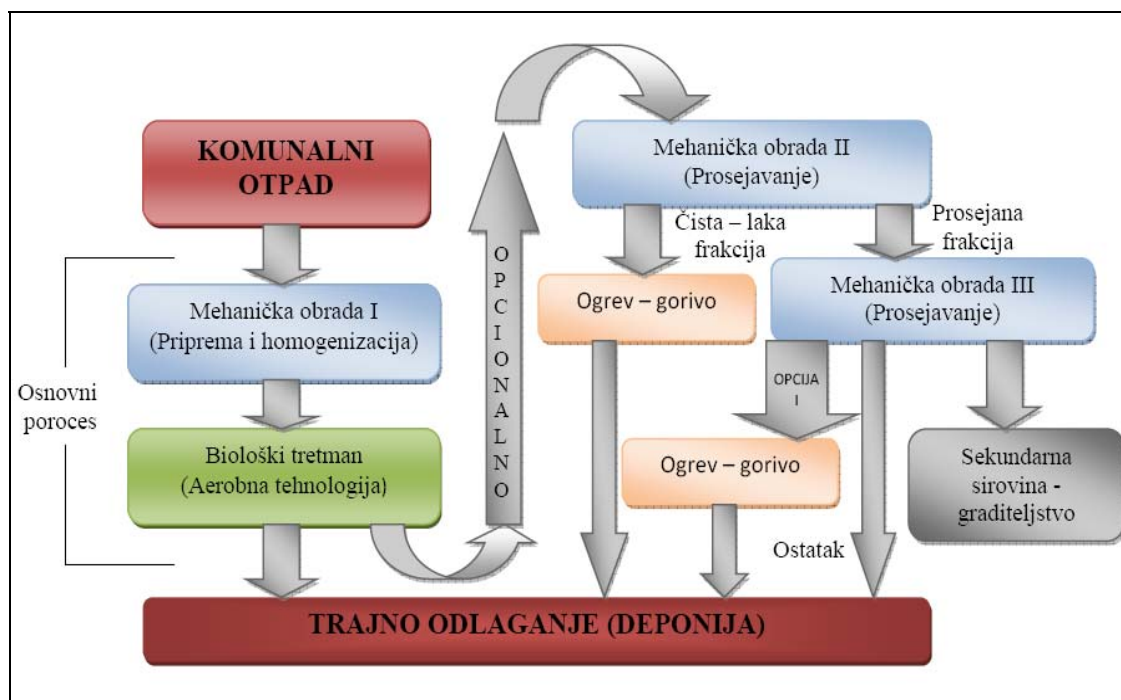 KOMUNALNI
OTPAD
Osnovni
poroces
Mehanička obrada I
(Priprema i homogenizacija)
Biološki tretman
(Aerobna tehnologija)
OPCIONALNO
Mehanička obrada II
(Prosejavanje)
Čista – laka
frakcija
Prosejana
frakcija
Ogrev – gorivo
Mehanička obrada III
(Prosejavanje)
OPCIJA
I
Ogrev – gorivo
Sekundarna
sirovina -
graditeljstvo
Ostatak
TRAJNO ODLAGANJE (DEPONIJA)